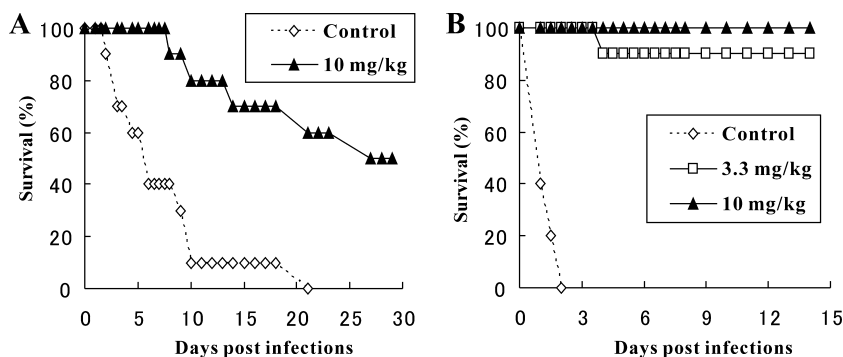 A
Survival (%)
100
80
60
40
20
0
0 5 10 15 20 25 30
Days post infections
Control
10 mg/kg
B
Survival (%)
100
80
60
40
20
0
0 3 6 9 12 15
Days post infections
Control
3.3 mg/kg
10 mg/kg